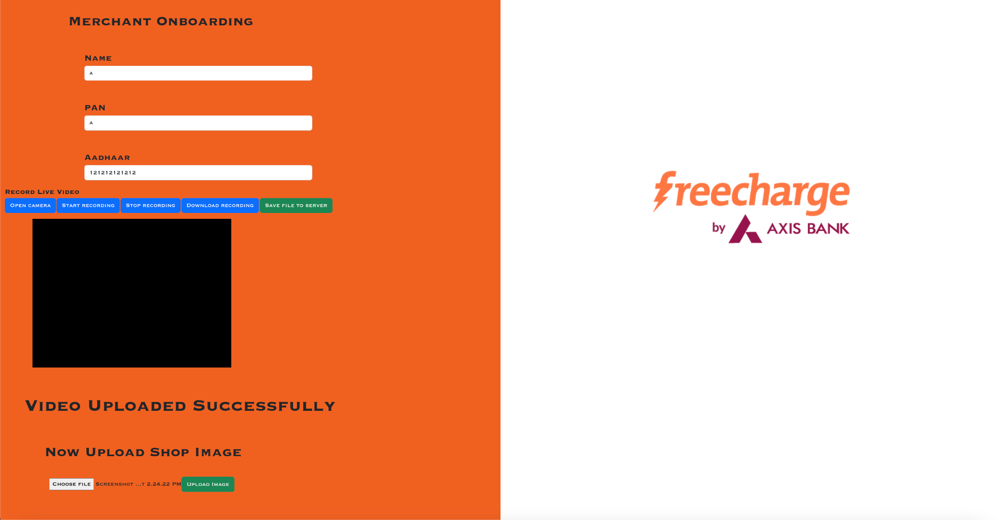 Merchant Onboarding
Name
A
PAN
A
Aadhaar
121212121212
Record Live Video
Open camera Start recording Stop recording Download recording Save file to server
Video Uploaded Successfully
Now Upload Shop Image
Choose file Screenshot ...t 2.24.22 PM Upload Image
freecharge
by AXIS BANK